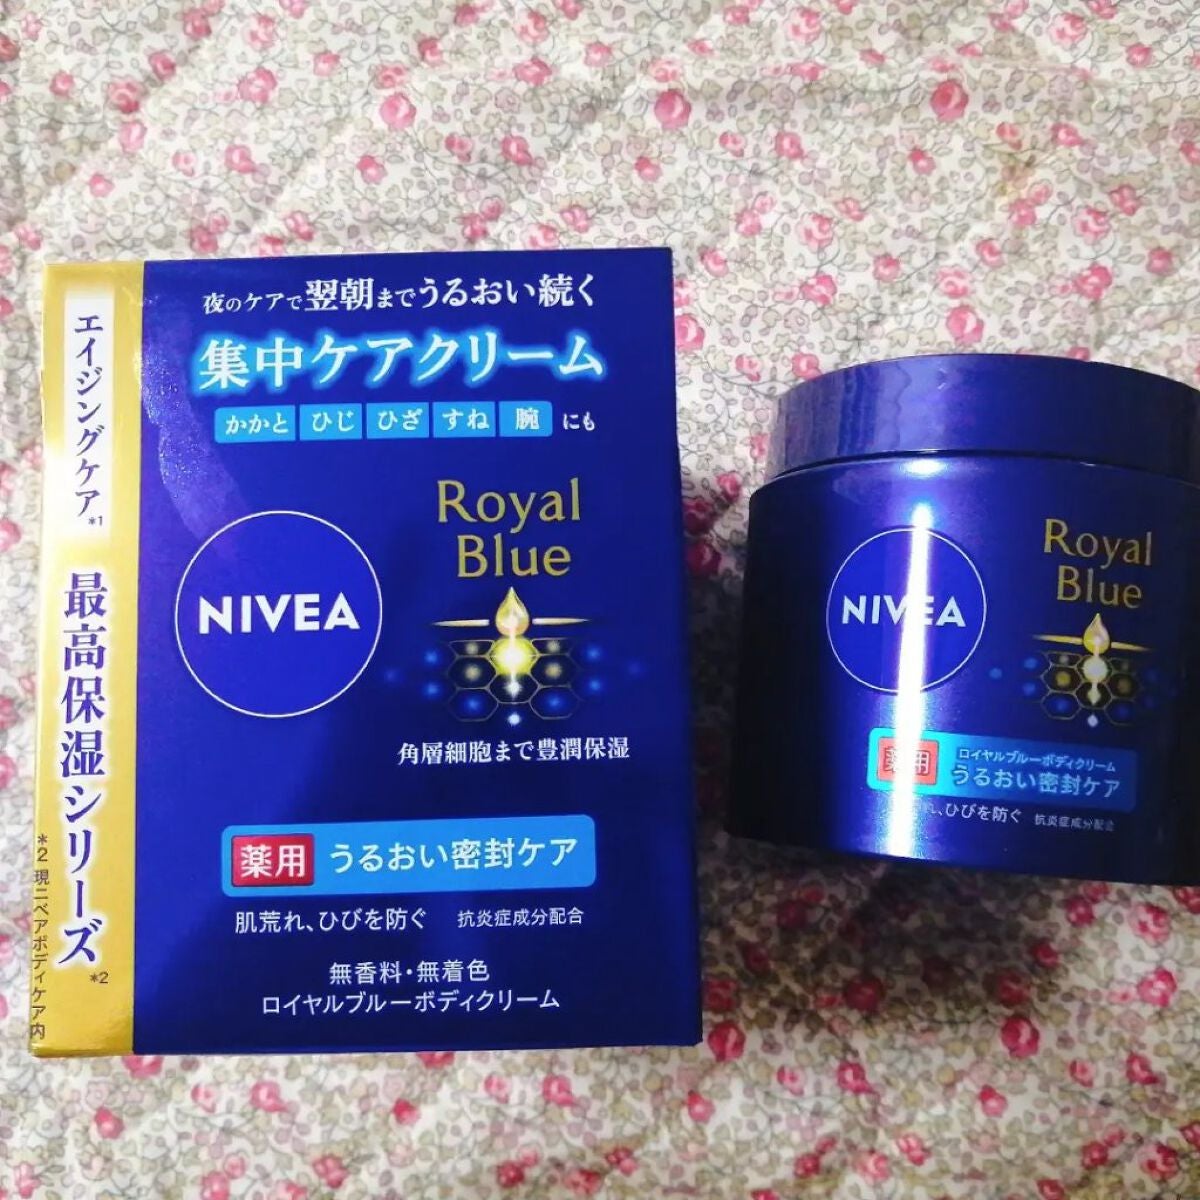 エイジングケア*1
最高保湿シリーズ*2
*2 現ニベアボディケア内
夜のケアで翌朝までうるおい続く
集中ケアクリーム
かかと ひじ ひざ すね 腕 にも
NIVEA
Royal
Blue
角層細胞まで豊潤保湿
薬用 うるおい密封ケア
肌荒れ、ひびを防ぐ 抗炎症成分配合
無香料・無着色
ロイヤルブルーボディクリーム
NIVEA
Royal
Blue
ロイヤルブルーボディクリーム
薬用 うるおい密封ケア
れ、ひびを防ぐ 抗炎症成分配合